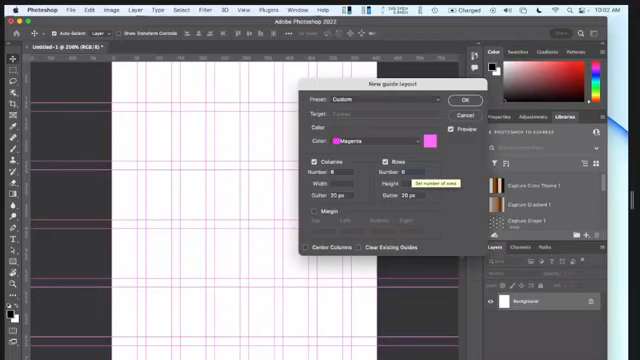 Photoshop File Edit Image Layer Type Select Filter 3D View Plugins Window Help
Charged
10:02 AM
Adobe Photoshop 2022
Auto-Select: Layer Show Transform Controls
Untitled-1 @ 200% (RGB/8) *
New guide layout
Preset: Custom
OK
Target: Canvas
Cancel
Color
Preview
Color: Magenta
Columns Rows
Number 8 Number 8
Width Height
Set number of rows
Gutter 20 px Gutter 20 px
Margin
Top Left Bottom Right
Center Columns Clear Existing Guides
Color Swatches Gradients Patterns
Properties Adjustments Libraries
PHOTOSHOP TO EXPRESS
Capture Color Theme 1
Capture Gradient 1
Capture Shape 1
Layers Channels Paths
Background